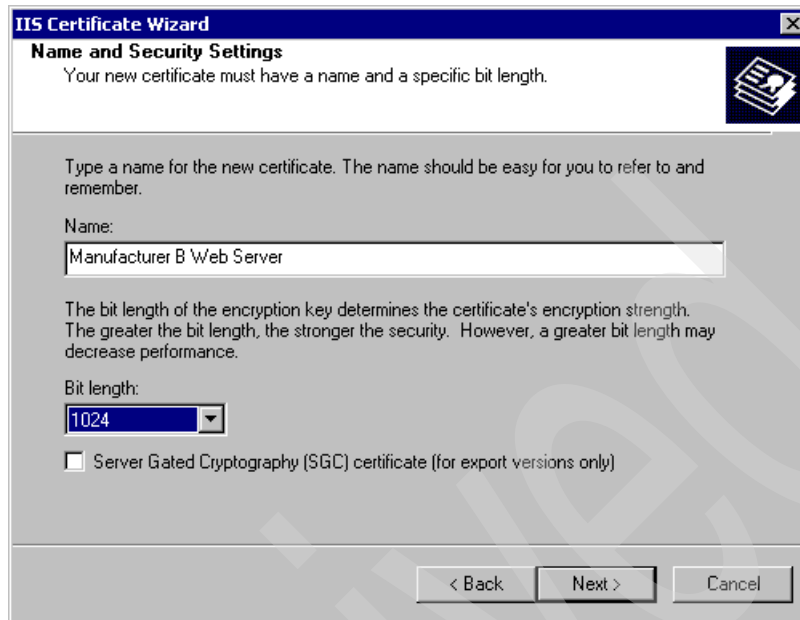 IIS Certificate Wizard
Name and Security Settings
Your new certificate must have a name and a specific bit length.
Type a name for the new certificate. The name should be easy for you to refer to and
remember.
Name:
Manufacturer B Web Server
The bit length of the encryption key determines the certificate's encryption strength.
The greater the bit length, the stronger the security.  However, a greater bit length may
decrease performance.
Bit length:
1024
Server Gated Cryptography (SGC) certificate (for export versions only)
< Back
Next >
Cancel